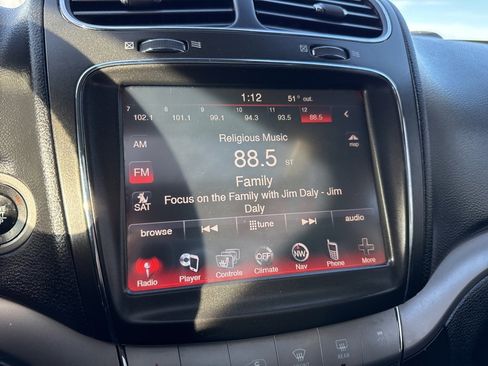 1:12 51° out.
7 8 9 10 11 12
102.1 101.1 99.1 94.3 93.5 88.5
Religious Music
map
AM
88.5 ST
FM
Family
Focus on the Family with Jim Daly - Jim
Daly
SAT
browse tune audio
OFF NW
Radio Player Controls Climate Nav Phone More
FRONT REAR